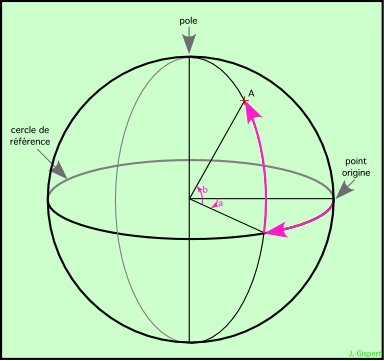 pole
A
cercle de
référence
point
origine
b
a
J. Gispert